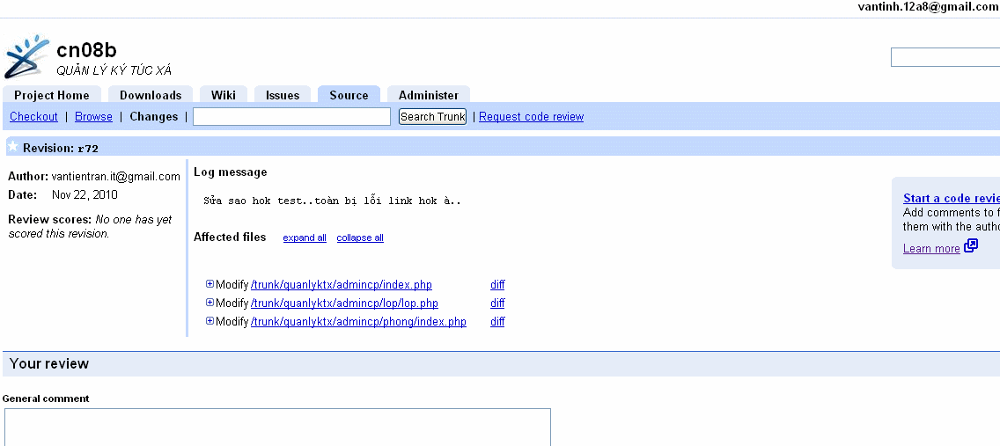 vantinh.12a8@gmail.com
cn08b
QUẢN LÝ KÝ TÚC XÁ
Project Home Downloads Wiki Issues Source Administer
Checkout | Browse | Changes | Search Trunk | Request code review
Revision: r72
Author: vantientran.it@gmail.com
Date: Nov 22, 2010
Review scores: No one has yet
scored this revision.
Log message
Sửa sao hok test..toàn bị lỗi link hok à..
Affected files expand all collapse all
Modify /trunk/quanlyktx/admincp/index.php diff
Modify /trunk/quanlyktx/admincp/lop/lop.php diff
Modify /trunk/quanlyktx/admincp/phong/index.php diff
Start a code revie
Add comments to f
them with the autho
Learn more
Your review
General comment